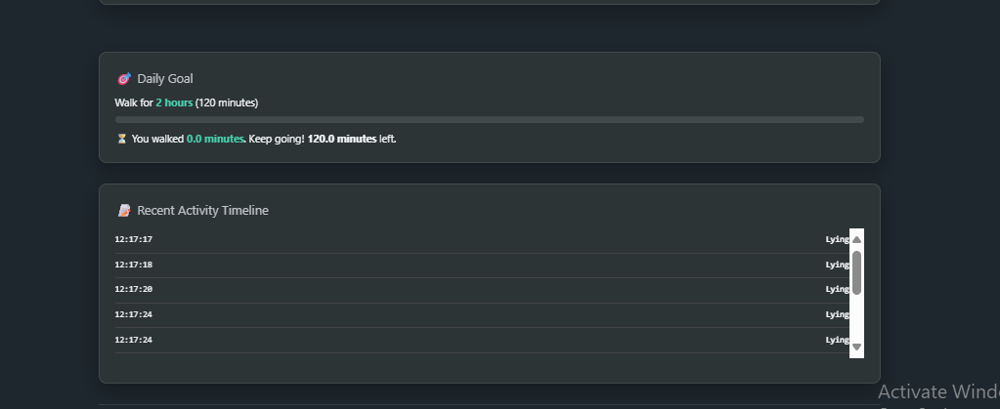 Daily Goal
Walk for 2 hours (120 minutes)
You walked 0.0 minutes. Keep going! 120.0 minutes left.
Recent Activity Timeline
12:17:17 Lying
12:17:18 Lying
12:17:20 Lying
12:17:24 Lying
12:17:24 Lying
Activate Wind